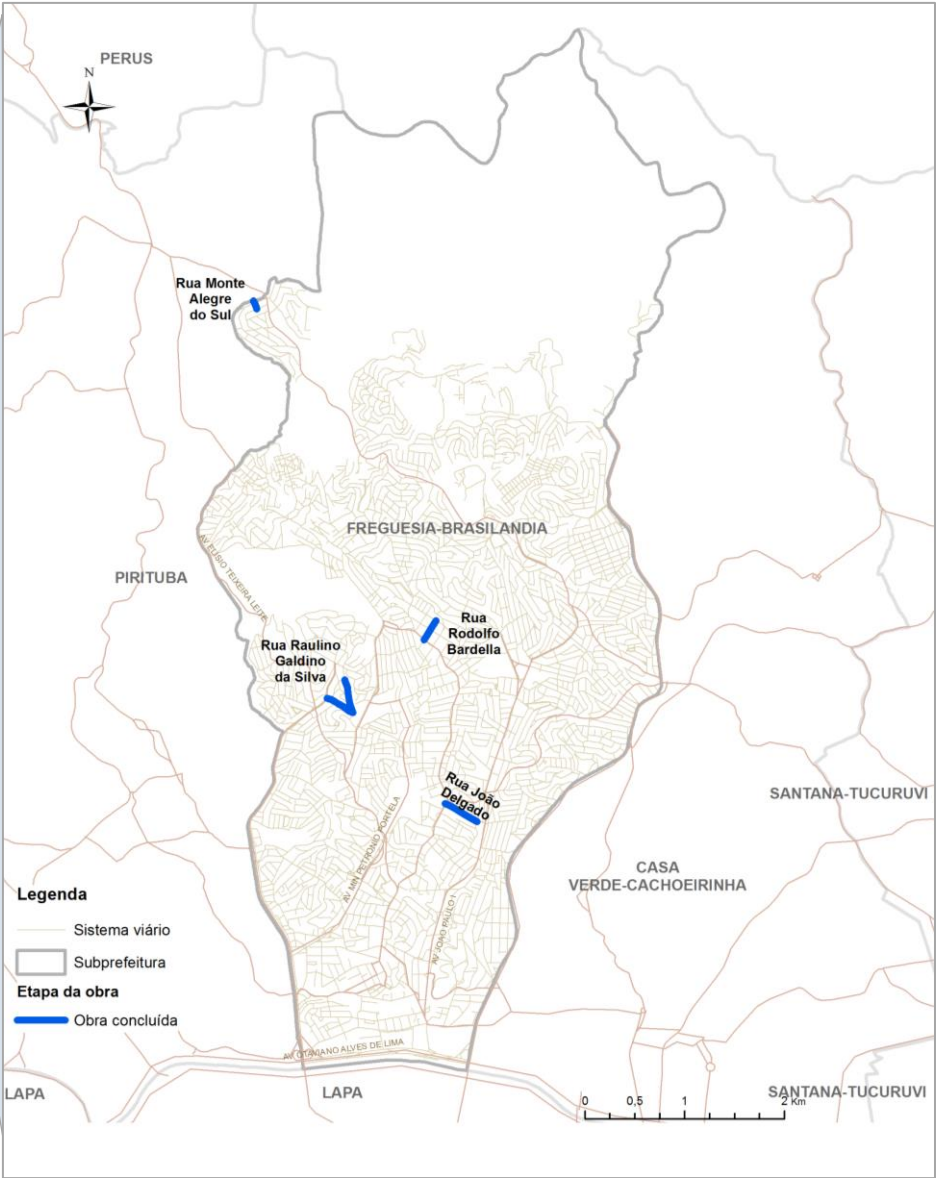 PERUS
N
Rua Monte
Alegre
do Sul
FREGUESIA-BRASILANDIA
AV ELISIO TEIXEIRA LEITE
PIRITUBA
Rua
Rodolfo
Bardella
Rua Raulino
Galdino
da Silva
Rua João
Delgado
SANTANA-TUCURUVI
AV MIN PETRONIO PORTELA
CASA
VERDE-CACHOEIRINHA
Legenda
Sistema viário
Subprefeitura
Etapa da obra
Obra concluída
AV JOAO PAULO I
AV OTAVIANO ALVES DE LIMA
LAPA
LAPA
SANTANA-TUCURUVI
0 0,5 1 2 Km